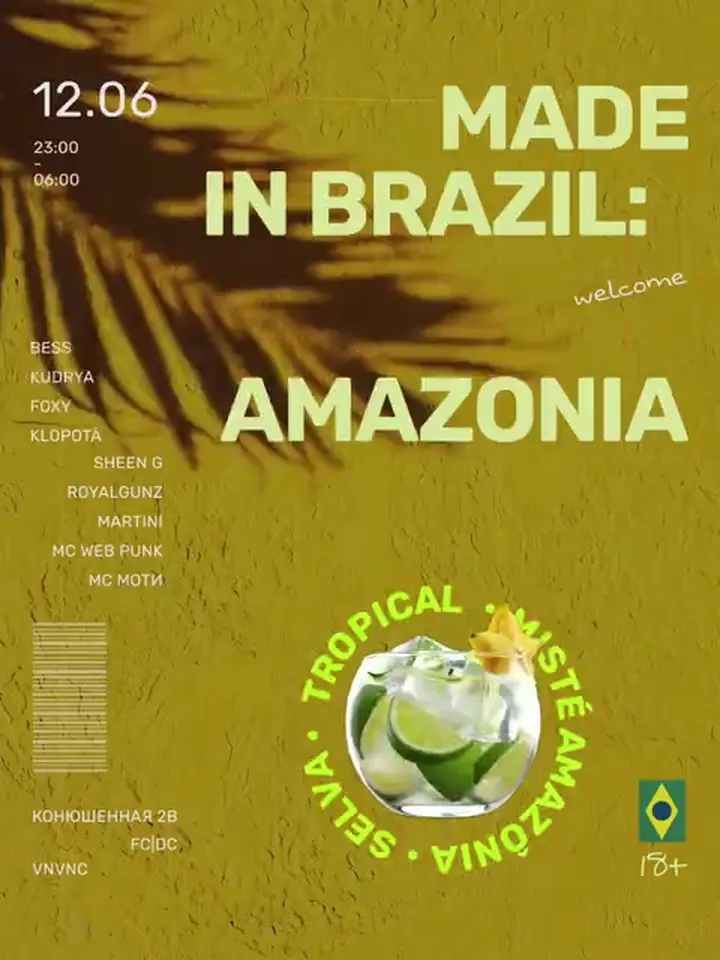 12.06
23:00
-
06:00
MADE
IN BRAZIL:
welcome
AMAZONIA
BESS
KUDRYA
FOXY
KLOPOTA
SHEEN G
ROYALGUNZ
MARTINI
MC WEB PUNK
MC МОТИ
TROPICAL • MISTÉ AMAZÔNIA • SELVA •
КОНЮШЕННАЯ 2В
FC|DC
VNVNC
18+